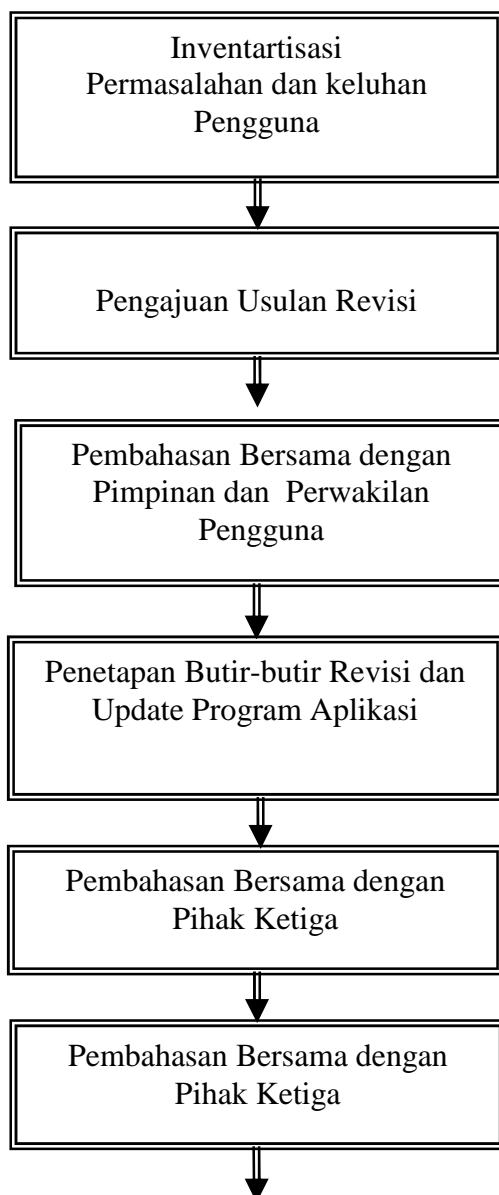 Inventartisasi
Permasalahan dan keluhan
Pengguna
Pengajuan Usulan Revisi
Pembahasan Bersama dengan
Pimpinan dan Perwakilan
Pengguna
Penetapan Butir-butir Revisi dan
Update Program Aplikasi
Pembahasan Bersama dengan
Pihak Ketiga
Pembahasan Bersama dengan
Pihak Ketiga